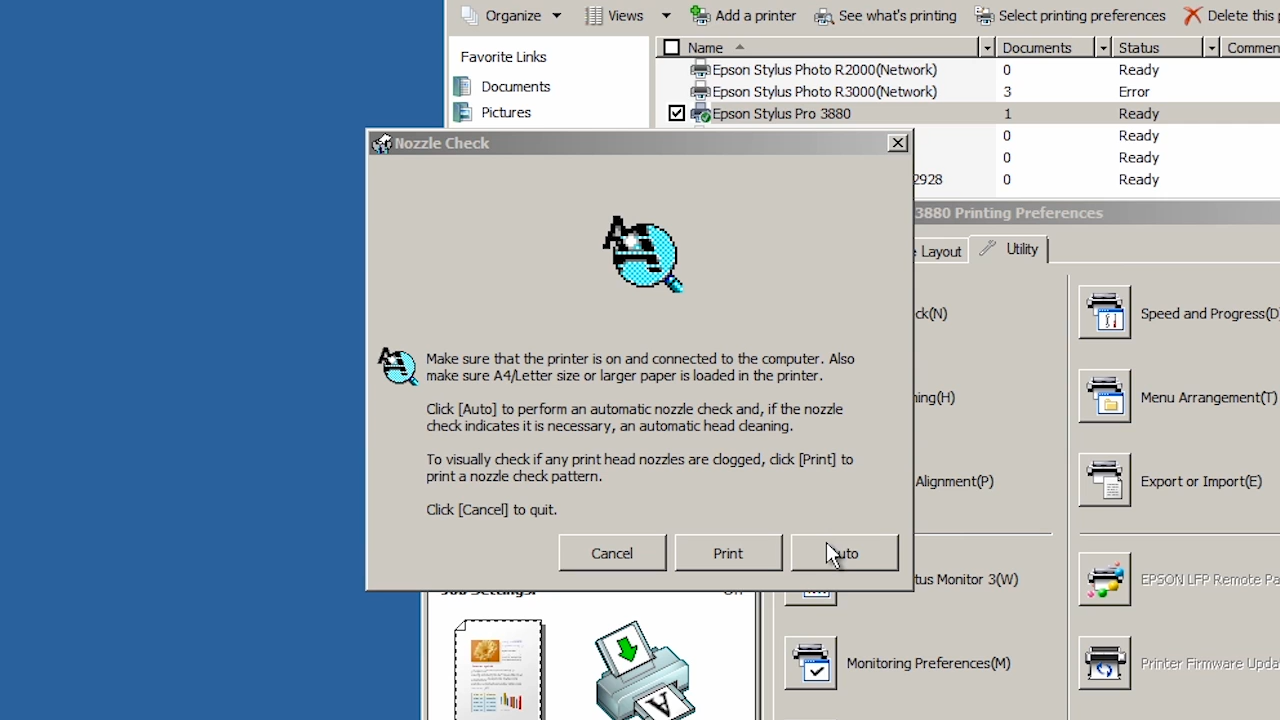 Organize
Views
Add a printer
See what's printing
Select printing preferences
Delete this
Favorite Links
Name
Documents
Status
Commen
Documents
Pictures
Epson Stylus Photo R2000(Network) 0 Ready
Epson Stylus Photo R3000(Network) 3 Error
Epson Stylus Pro 3880 1 Ready
0 Ready
0 Ready
2928 0 Ready
Nozzle Check
3880 Printing Preferences
Layout
Utility
Make sure that the printer is on and connected to the computer. Also
make sure A4/Letter size or larger paper is loaded in the printer.
Click [Auto] to perform an automatic nozzle check and, if the nozzle
check indicates it is necessary, an automatic head cleaning.
To visually check if any print head nozzles are clogged, click [Print] to
print a nozzle check pattern.
Click [Cancel] to quit.
Cancel
Print
uto
ck(N)
Speed and Progress(D)
ning(H)
Menu Arrangement(T)
Alignment(P)
Export or Import(E)
tus Monitor 3(W)
EPSON LFP Remote Pa
Monitoring Preferences(M)
Printer Firmware Upda
Job Settings: